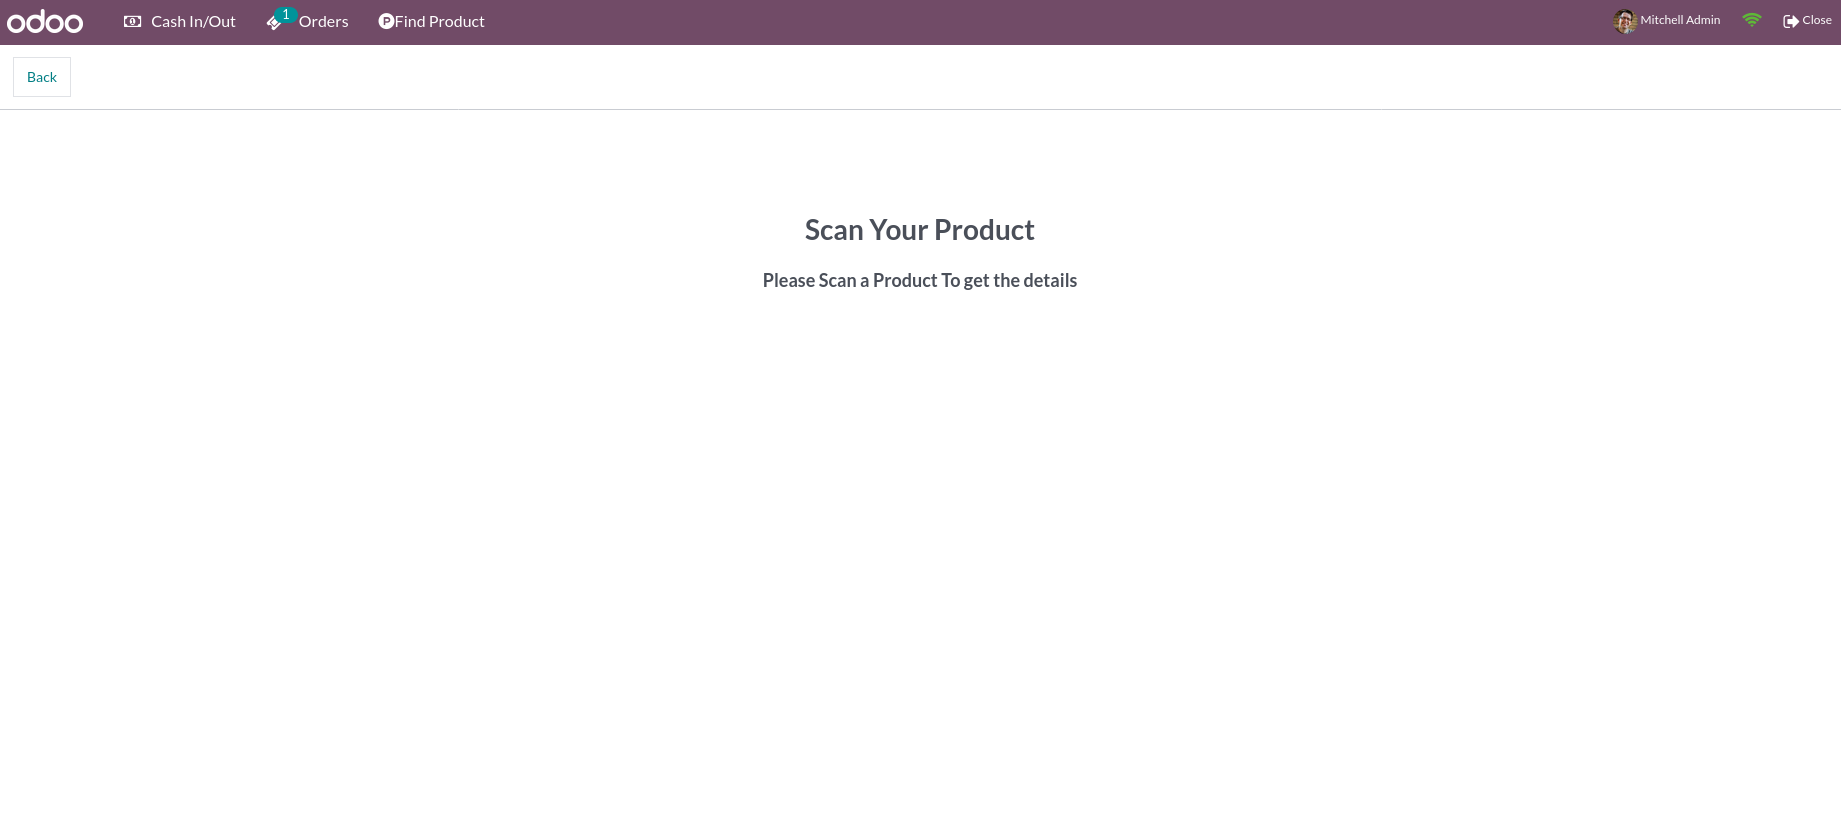 odoo Cash In/Out 1 Orders Find Product Mitchell Admin Close
Back
Scan Your Product
Please Scan a Product To get the details